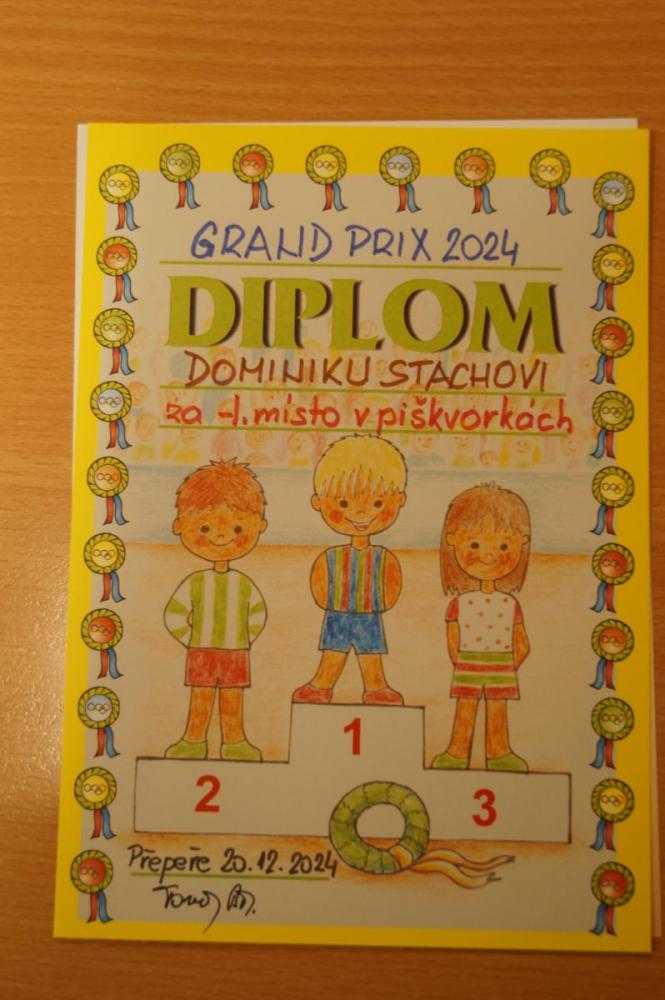 GRAND PRIX 2024
DIPLOM
DOMINIKU STACHOVI
za 1. místo v piškvorkách
1
2
3
Přepeře 20.12.2024